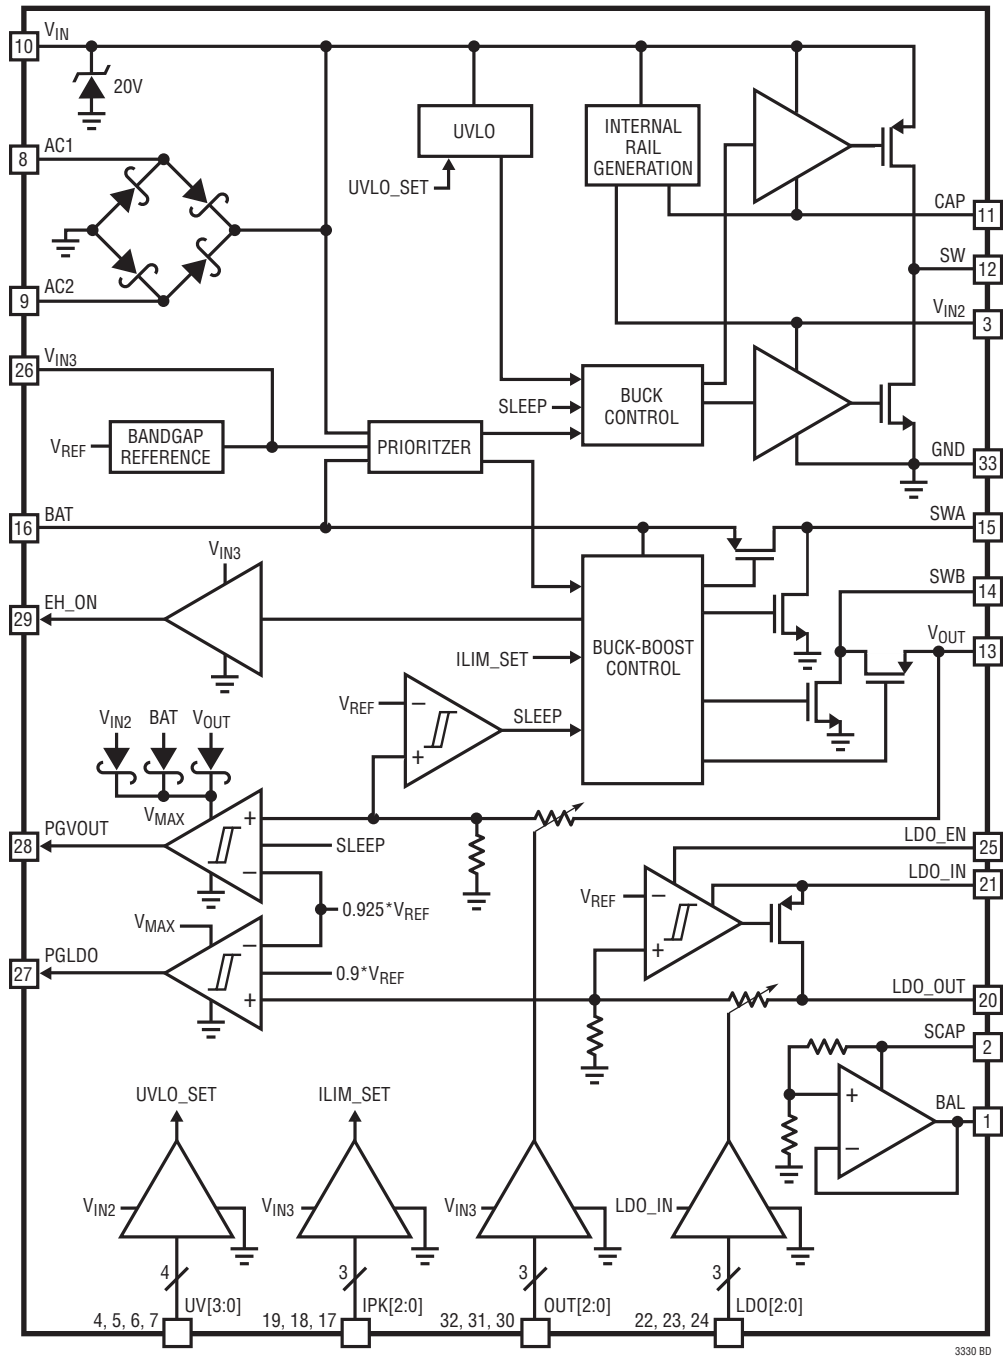 VIN
10
20V
AC1
8
UVLO
INTERNAL
RAIL
GENERATION
UVLO_SET
CAP
11
SW
12
AC2
9
VIN2
3
VIN3
26
SLEEP
BUCK
CONTROL
VREF
BANDGAP
REFERENCE
PRIORITZER
GND
33
BAT
16
SWA
15
VIN3
SWB
14
EH_ON
29
BUCK-BOOST
CONTROL
VOUT
13
ILIM_SET
VREF
−
SLEEP
+
VIN2
BAT
VOUT
VMAX
PGVOUT
28
+
SLEEP
−
LDO_EN
25
LDO_IN
21
VREF
−
+
0.925*VREF
VMAX
−
PGLDO
27
0.9*VREF
+
LDO_OUT
20
SCAP
2
+
BAL
1
−
UVLO_SET
ILIM_SET
VIN2
VIN3
VIN3
LDO_IN
4
3
3
3
4, 5, 6, 7
UV[3:0]
19, 18, 17
IPK[2:0]
32, 31, 30
OUT[2:0]
22, 23, 24
LDO[2:0]
3330 BD